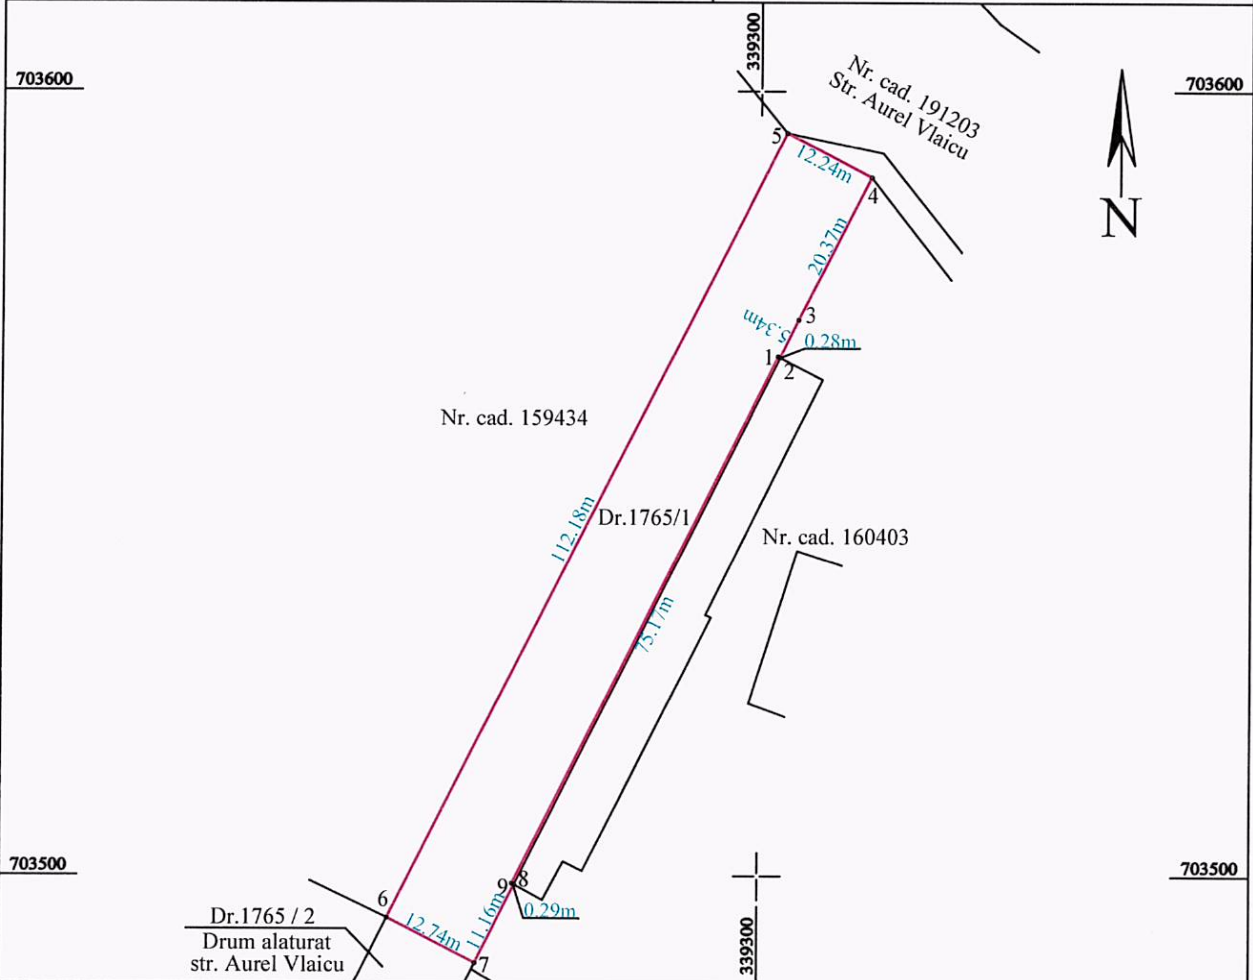 339300
703600
703600
Nr. cad. 191203
Str. Aurel Vlaicu
5
12.24m
4
N
20.37m
3
5.34m
0.28m
1
2
Nr. cad. 159434
112.18m
Dr.1765/1
Nr. cad. 160403
75.17m
703500
703500
9
8
6
0.29m
11.16m
12.74m
Dr.1765 / 2
Drum alaturat
str. Aurel Vlaicu
7
339300